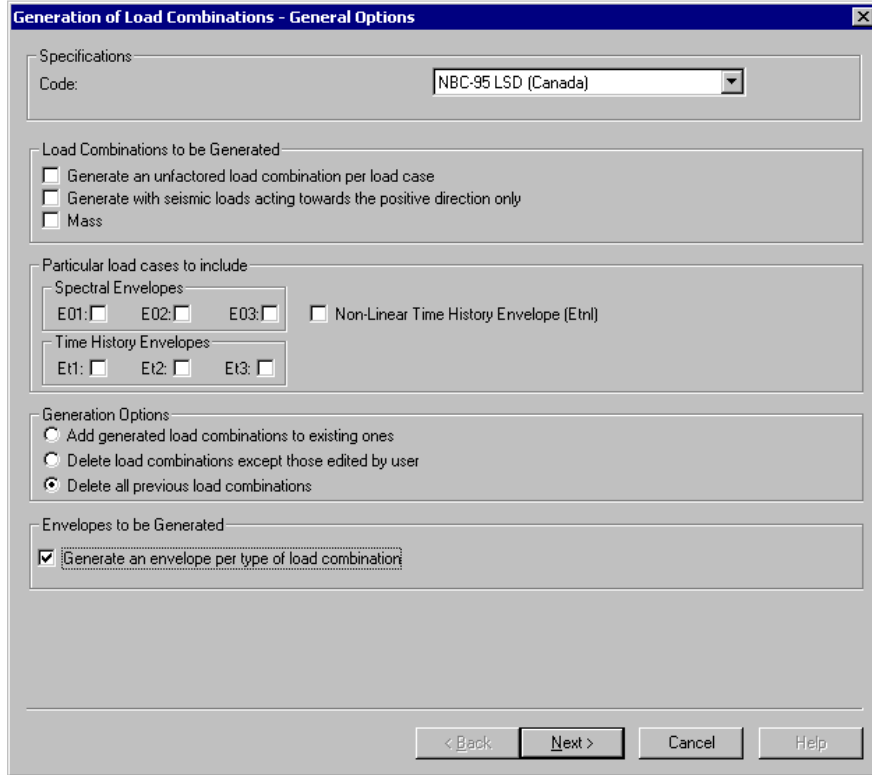 Generation of Load Combinations - General Options
Specifications
Code: NBC-95 LSD (Canada)
Load Combinations to be Generated
Generate an unfactored load combination per load case
Generate with seismic loads acting towards the positive direction only
Mass
Particular load cases to include
Spectral Envelopes
E01: E02: E03: Non-Linear Time History Envelope (Etnl)
Time History Envelopes
Et1: Et2: Et3:
Generation Options
Add generated load combinations to existing ones
Delete load combinations except those edited by user
Delete all previous load combinations
Envelopes to be Generated
Generate an envelope per type of load combination
< Back Next > Cancel Help